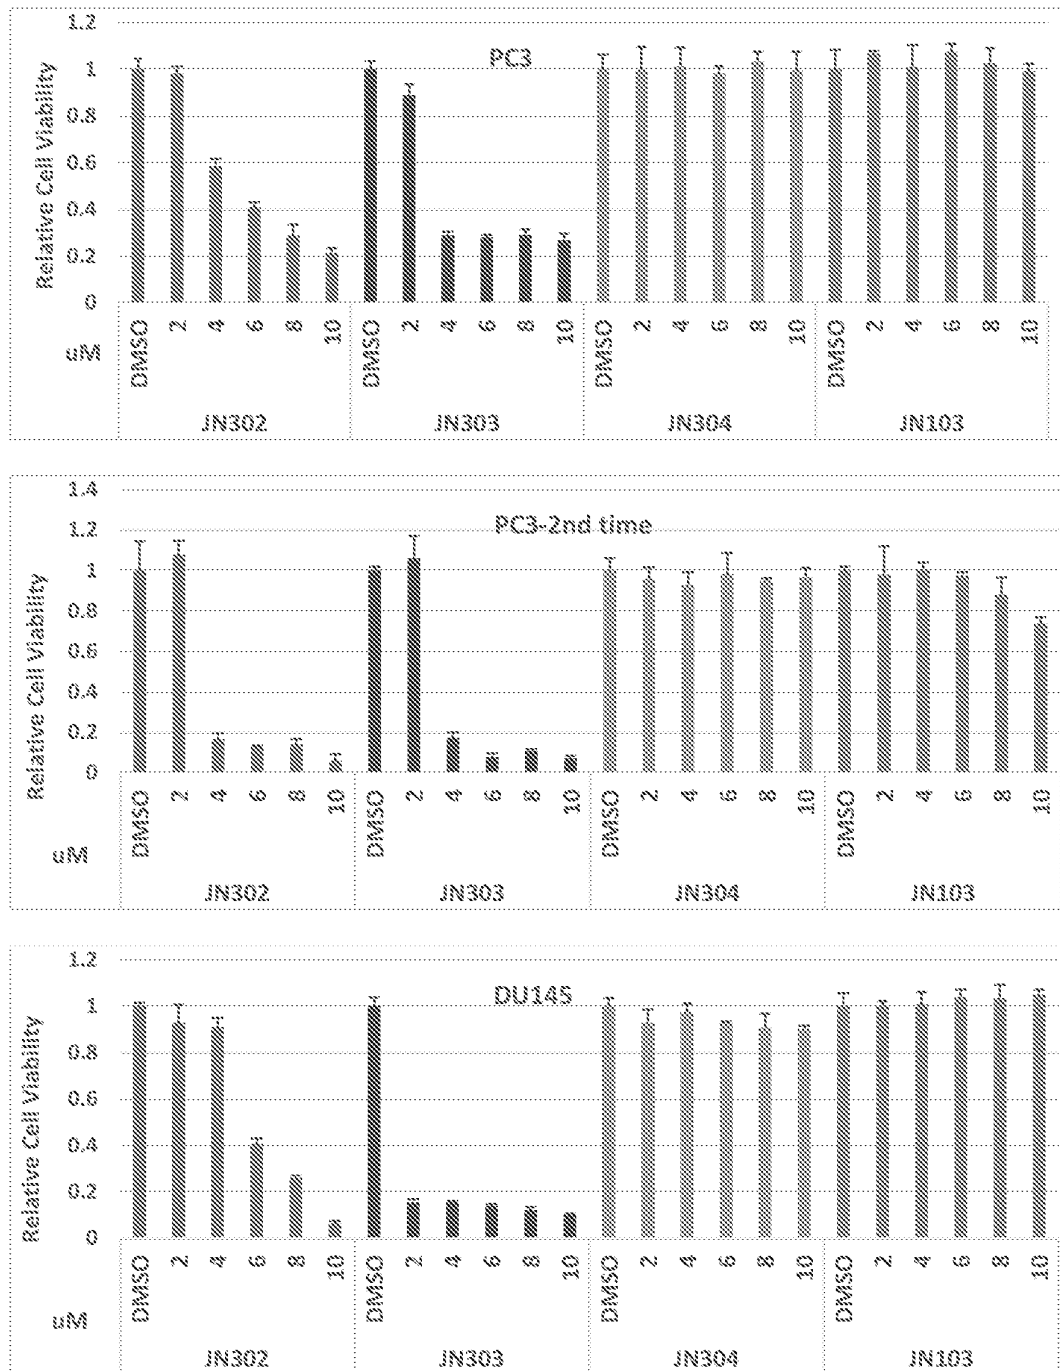 PC3
Relative Cell Viability
1.2
1
0.8
0.6
0.4
0.2
0
uM
DMSO 2 4 6 8 10 DMSO 2 4 6 8 10 DMSO 2 4 6 8 10 DMSO 2 4 6 8 10
JN302 JN303 JN304 JN103
PC3-2nd time
Relative Cell Viability
1.4
1.2
1
0.8
0.6
0.4
0.2
0
uM
DMSO 2 4 6 8 10 DMSO 2 4 6 8 10 DMSO 2 4 6 8 10 DMSO 2 4 6 8 10
JN302 JN303 JN304 JN103
DU145
Relative Cell Viability
1.2
1
0.8
0.6
0.4
0.2
0
uM
DMSO 2 4 6 8 10 DMSO 2 4 6 8 10 DMSO 2 4 6 8 10 DMSO 2 4 6 8 10
JN302 JN303 JN304 JN103